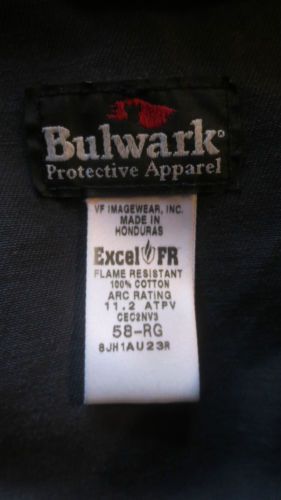 Bulwark®
Protective Apparel
VF IMAGEWEAR, INC.
MADE IN
HONDURAS
Excel FR
FLAME RESISTANT
100% COTTON
ARC RATING
11.2 ATPV
CEC2NV3
58-RG
8JH1AU23R